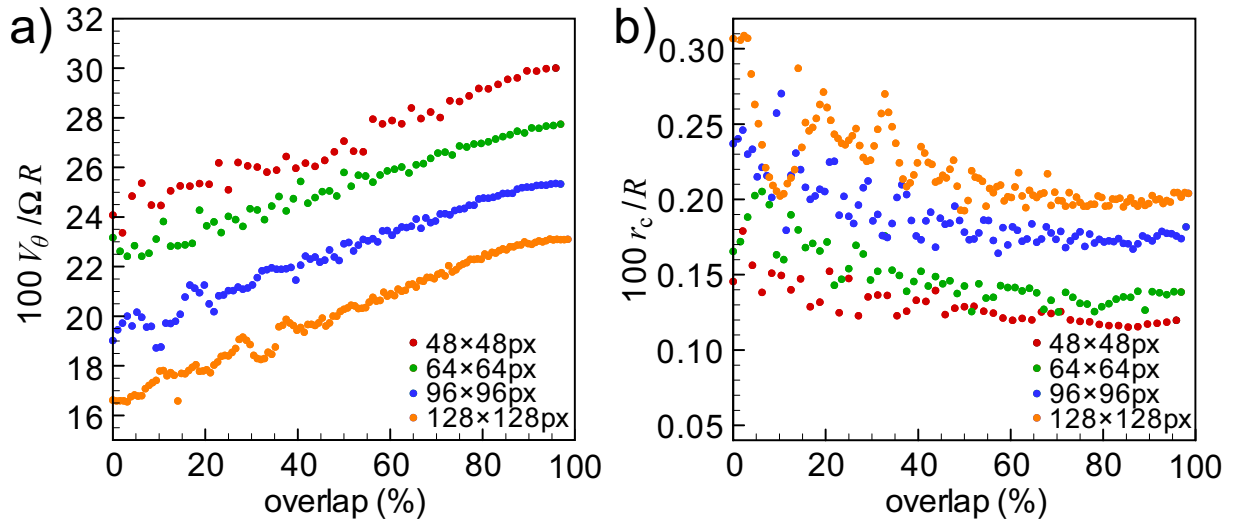 a)
100 V_θ /Ω R
32
30
28
26
24
22
20
18
16
0 20 40 60 80 100
overlap (%)
48×48px
64×64px
96×96px
128×128px
b)
100 r_c /R
0.30
0.25
0.20
0.15
0.10
0.05
0 20 40 60 80 100
overlap (%)
48×48px
64×64px
96×96px
128×128px